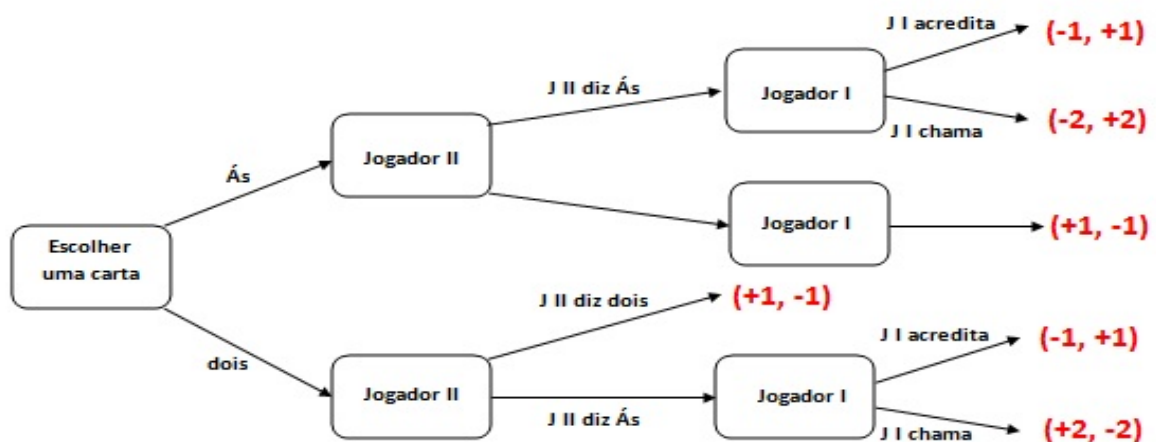 J I acredita
(-1, +1)
J II diz Ás
Jogador I
J I chama
(-2, +2)
Jogador II
Ás
Jogador I
(+1, -1)
Escolher
uma carta
J II diz dois
(+1, -1)
dois
J I acredita
(-1, +1)
Jogador II
Jogador I
J II diz Ás
J I chama
(+2, -2)